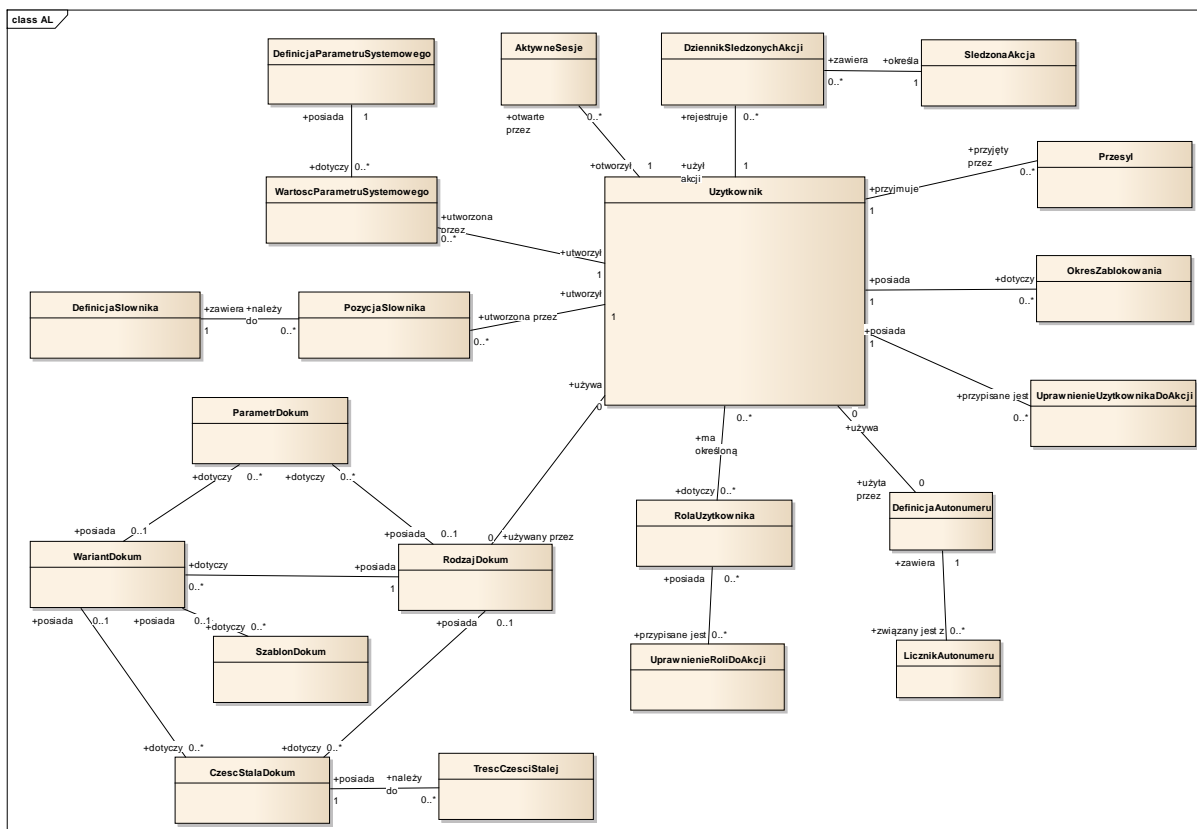 class AL
DefinicjaParametruSystemowego
AktywneSesje
DziennikSledzonychAkcji
SledzonaAkcja
+zawiera
+określa
0..*
1
+posiada
1
+otwarte
przez
0..*
+rejestruje
0..*
+dotyczy
0..*
+otworzył
1
+użył
akcji
1
+przyjęty
przez
0..*
Przesyl
WartoscParametruSystemowego
Uzytkownik
+przyjmuje
1
+utworzona
przez
0..*
+utworzył
1
OkresZablokowania
+posiada
1
+dotyczy
0..*
DefinicjaSlownika
+zawiera
+należy
do
1
0..*
PozycjaSlownika
+utworzył
1
+utworzona przez
0..*
+posiada
1
+przypisane jest
0..*
UprawnienieUzytkownikaDoAkcji
+używa
0
ParametrDokum
0..*
+ma
określoną
0
+używa
+dotyczy
0..*
+dotyczy
0..*
+dotyczy
0..*
+użyta
przez
0
RolaUzytkownika
DefinicjaAutonumeru
+posiada
0..1
+posiada
0..1
0
+używany przez
WariantDokum
RodzajDokum
+dotyczy
0..*
+posiada
1
+posiada
0..*
+zawiera
1
+posiada
0..1
+posiada
0..1
+dotyczy
0..*
+posiada
0..1
+przypisane jest
0..*
+związany jest z
0..*
SzablonDokum
UprawnienieRoliDoAkcji
LicznikAutonumeru
+dotyczy
0..*
+dotyczy
0..*
CzescStalaDokum
+posiada
1
+należy
do
0..*
TrescCzesciStalej